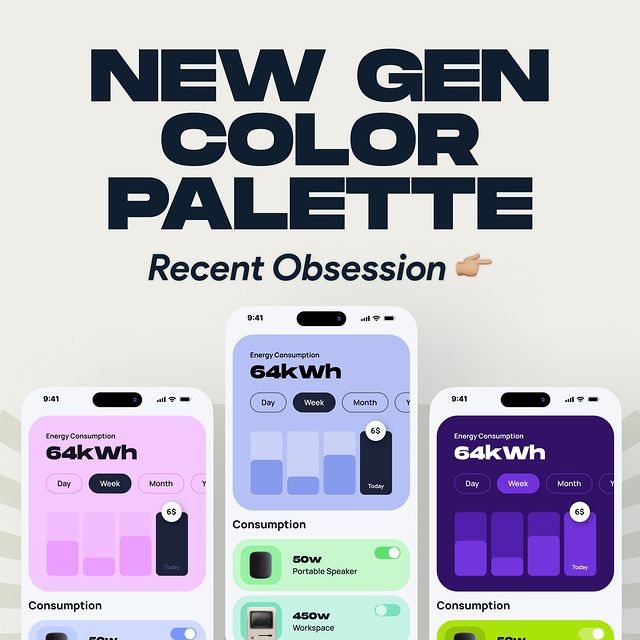 NEW GEN
COLOR
PALETTE
Recent Obsession
9:41
Energy Consumption
64kWh
Day Week Month
6$
Today
Consumption
50w
9:41
Energy Consumption
64kWh
Day Week Month Y
6$
Today
Consumption
50w
Portable Speaker
450w
Workspace
9:41
Energy Consumption
64kWh
Day Week Month
6$
Today
Consumption
50w